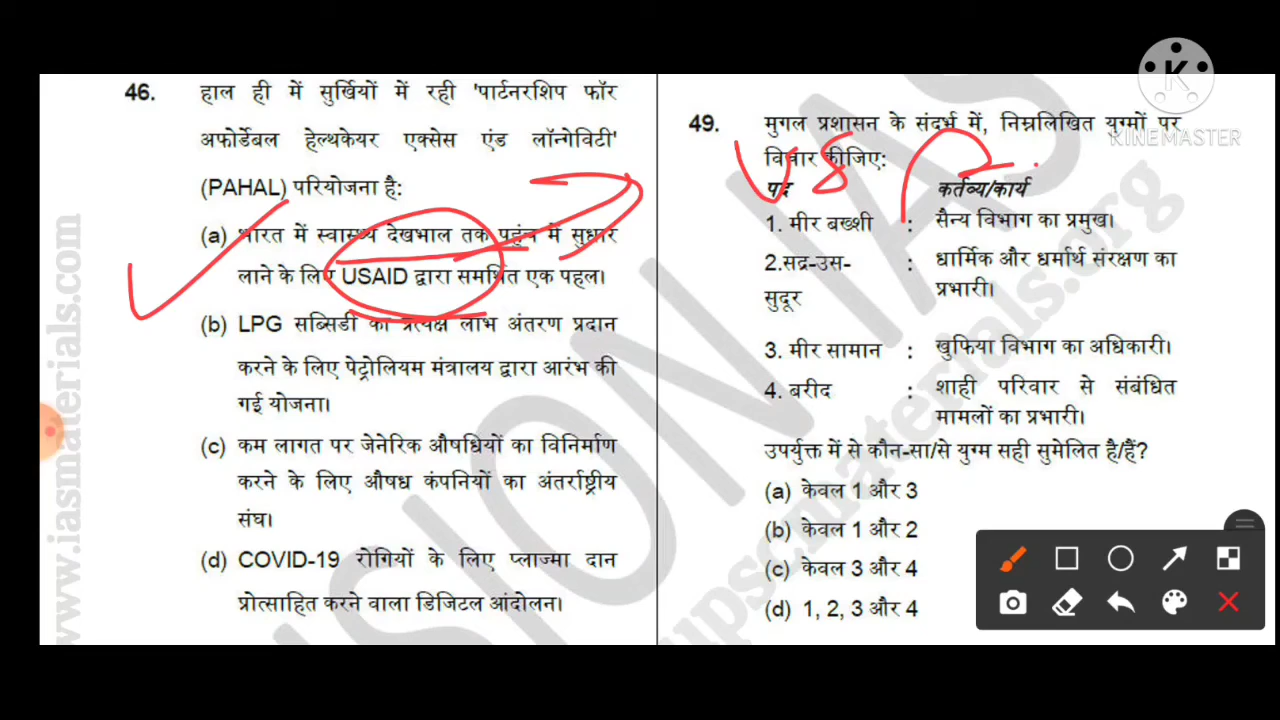 46. हाल ही में सुर्खियों में रही 'पार्टनरशिप फॉर
अफोर्डेबल हेल्थकेयर एक्सेस एंड लॉन्गेविटी'
(PAHAL) परियोजना है:
(a) भारत में स्वास्थ्य देखभाल तक पहुंच में सुधार
लाने के लिए USAID द्वारा समर्थित एक पहल।
(b) LPG सब्सिडी का प्रत्यक्ष लाभ अंतरण प्रदान
करने के लिए पेट्रोलियम मंत्रालय द्वारा आरंभ की
गई योजना।
(c) कम लागत पर जेनेरिक औषधियों का विनिर्माण
करने के लिए औषध कंपनियों का अंतर्राष्ट्रीय
संघ।
(d) COVID-19 रोगियों के लिए प्लाज्मा दान
प्रोत्साहित करने वाला डिजिटल आंदोलन।
49. मुगल प्रशासन के संदर्भ में, निम्नलिखित युग्मों पर
विचार कीजिए:
पद कर्तव्य/कार्य
1. मीर बख्शी : सैन्य विभाग का प्रमुख।
2.सद्र-उस- : धार्मिक और धर्मार्थ संरक्षण का
सुदूर प्रभारी।
3. मीर सामान : खुफिया विभाग का अधिकारी।
4. बरीद : शाही परिवार से संबंधित
मामलों का प्रभारी।
उपर्युक्त में से कौन-सा/से युग्म सही सुमेलित है/हैं?
(a) केवल 1 और 3
(b) केवल 1 और 2
(c) केवल 3 और 4
(d) 1, 2, 3 और 4
K
KINEMASTER
www.iasmaterials.com
VISION IAS
upscmaterials.org